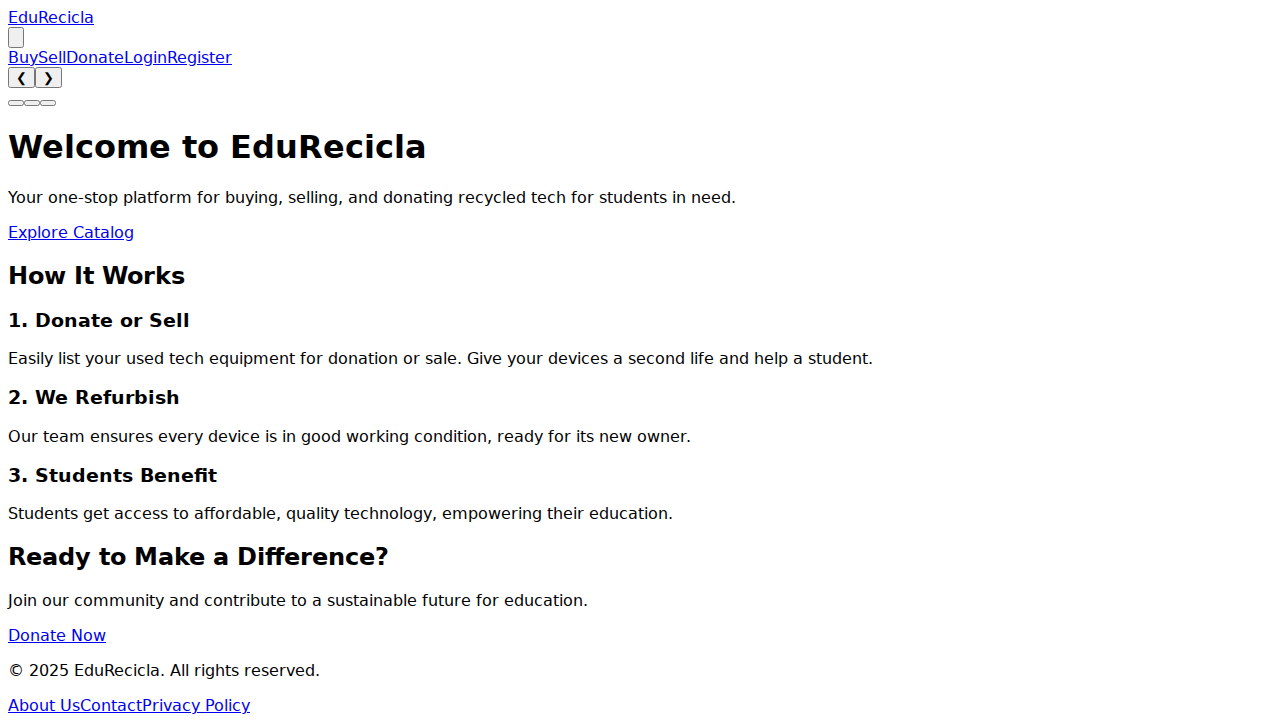 EduRecicla
BuySellDonateLoginRegister
❮ ❯
Welcome to EduRecicla
Your one-stop platform for buying, selling, and donating recycled tech for students in need.
Explore Catalog
How It Works
1. Donate or Sell
Easily list your used tech equipment for donation or sale. Give your devices a second life and help a student.
2. We Refurbish
Our team ensures every device is in good working condition, ready for its new owner.
3. Students Benefit
Students get access to affordable, quality technology, empowering their education.
Ready to Make a Difference?
Join our community and contribute to a sustainable future for education.
Donate Now
© 2025 EduRecicla. All rights reserved.
About UsContactPrivacy Policy